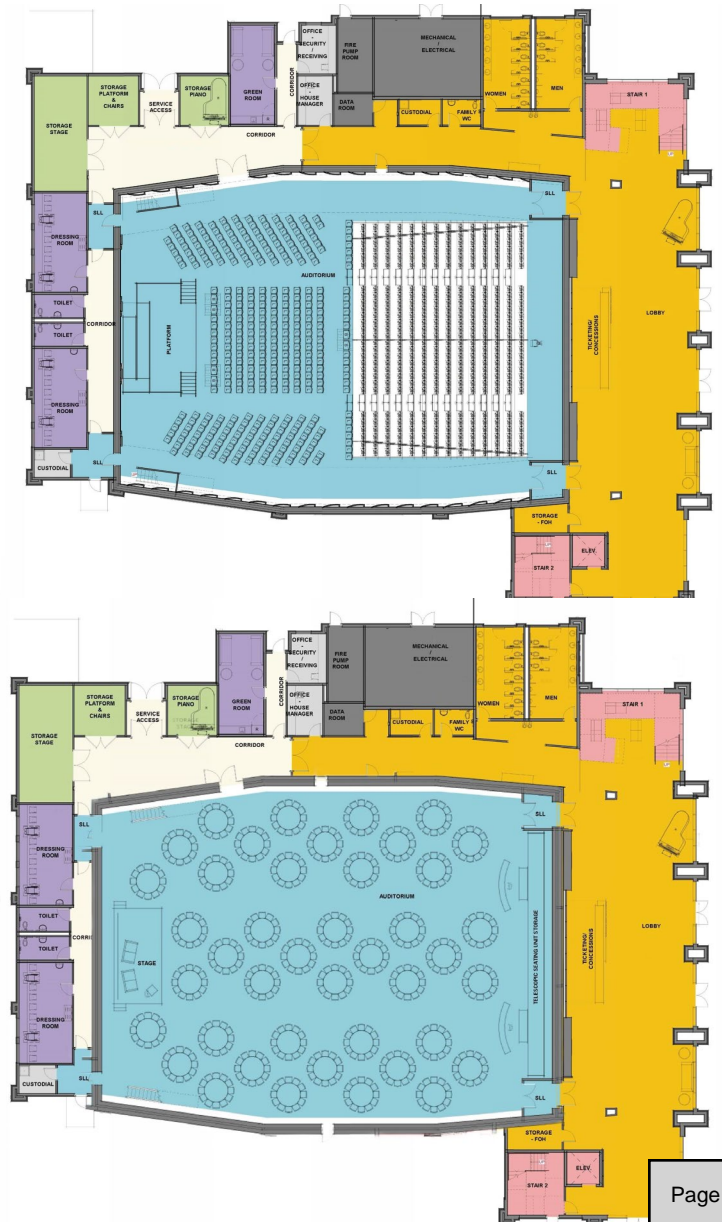 OFFICE
-
SECURITY
/
RECEIVING
FIRE
PUMP
ROOM
MECHANICAL
/
ELECTRICAL
STORAGE
PLATFORM
&
CHAIRS
SERVICE
ACCESS
STORAGE
PIANO
GREEN
ROOM
CORRIDOR
OFFICE
-
HOUSE
MANAGER
DATA
ROOM
WOMEN
MEN
CUSTODIAL
FAMILY
WC
STAIR 1
STORAGE
STAGE
CORRIDOR
SLL
SLL
DRESSING
ROOM
AUDITORIUM
TOILET
TOILET
CORRIDOR
PLATFORM
TICKETING/
CONCESSIONS
LOBBY
DRESSING
ROOM
CUSTODIAL
SLL
SLL
STORAGE
- FOH
STAIR 2
ELEV.
OFFICE
-
SECURITY
/
RECEIVING
FIRE
PUMP
ROOM
MECHANICAL
/
ELECTRICAL
STORAGE
PLATFORM
&
CHAIRS
SERVICE
ACCESS
STORAGE
PIANO
GREEN
ROOM
CORRIDOR
OFFICE
-
HOUSE
MANAGER
DATA
ROOM
WOMEN
MEN
CUSTODIAL
FAMILY
WC
STAIR 1
STORAGE
STAGE
CORRIDOR
SLL
SLL
DRESSING
ROOM
AUDITORIUM
TOILET
TOILET
CORRI
STAGE
TELESCOPIC SEATING UNIT STORAGE
TICKETING/
CONCESSIONS
LOBBY
DRESSING
ROOM
CUSTODIAL
SLL
SLL
STORAGE
- FOH
STAIR 2
ELEV.
Page